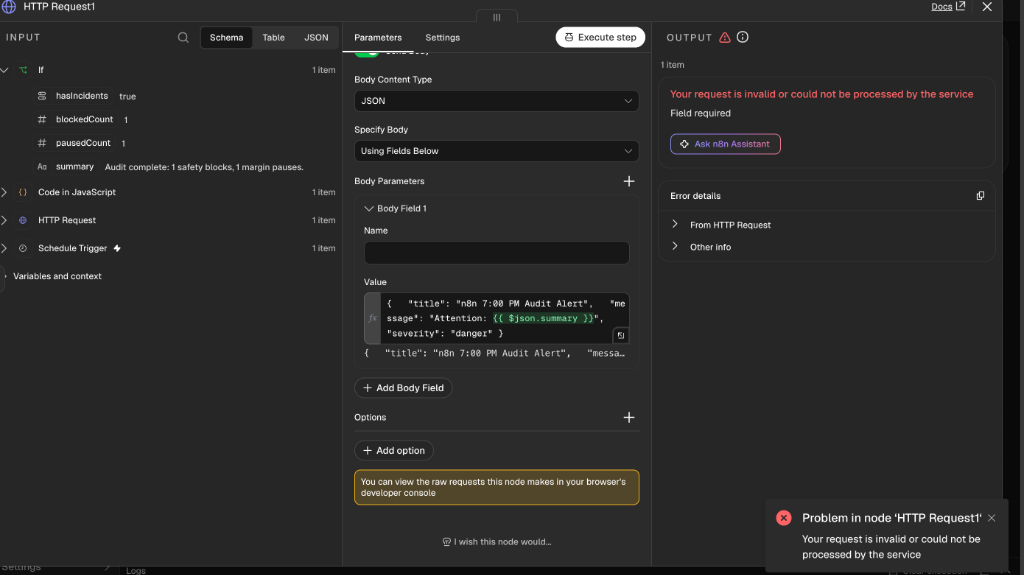 HTTP Request1
Docs
INPUT
Schema
Table
JSON
If
1 item
hasIncidents true
blockedCount 1
pausedCount 1
summary Audit complete: 1 safety blocks, 1 margin pauses.
Code in JavaScript
1 item
HTTP Request
1 item
Schedule Trigger
1 item
Variables and context
Parameters
Settings
Execute step
Body Content Type
JSON
Specify Body
Using Fields Below
Body Parameters
Body Field 1
Name
Value
fx
{ "title": "n8n 7:00 PM Audit Alert", "me
ssage": "Attention: {{ $json.summary }}",
"severity": "danger" }
{ "title": "n8n 7:00 PM Audit Alert", "messa…
Add Body Field
Options
Add option
You can view the raw requests this node makes in your browser's
developer console
I wish this node would...
OUTPUT
1 item
Your request is invalid or could not be processed by the service
Field required
Ask n8n Assistant
Error details
From HTTP Request
Other info
Problem in node 'HTTP Request1'
Your request is invalid or could not be
processed by the service
Settings
Logs